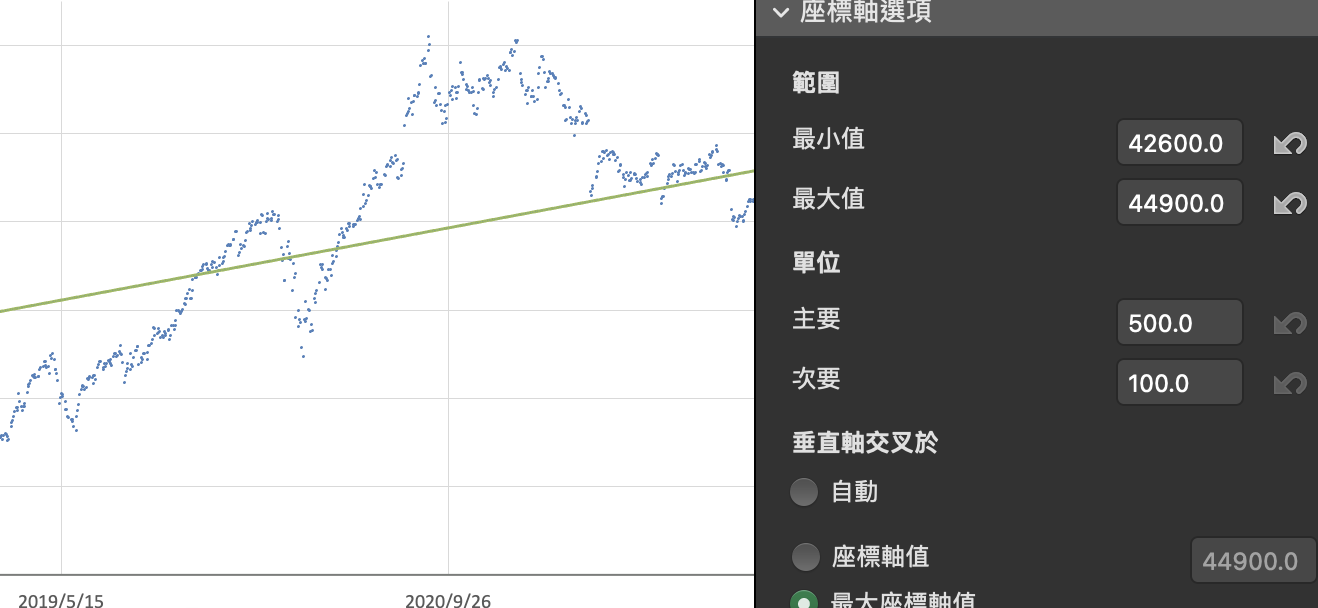 座標軸選項
範圍
最小值 42600.0
最大值 44900.0
單位
主要 500.0
次要 100.0
垂直軸交叉於
自動
座標軸值 44900.0
最大座標軸值
2019/5/15 2020/9/26